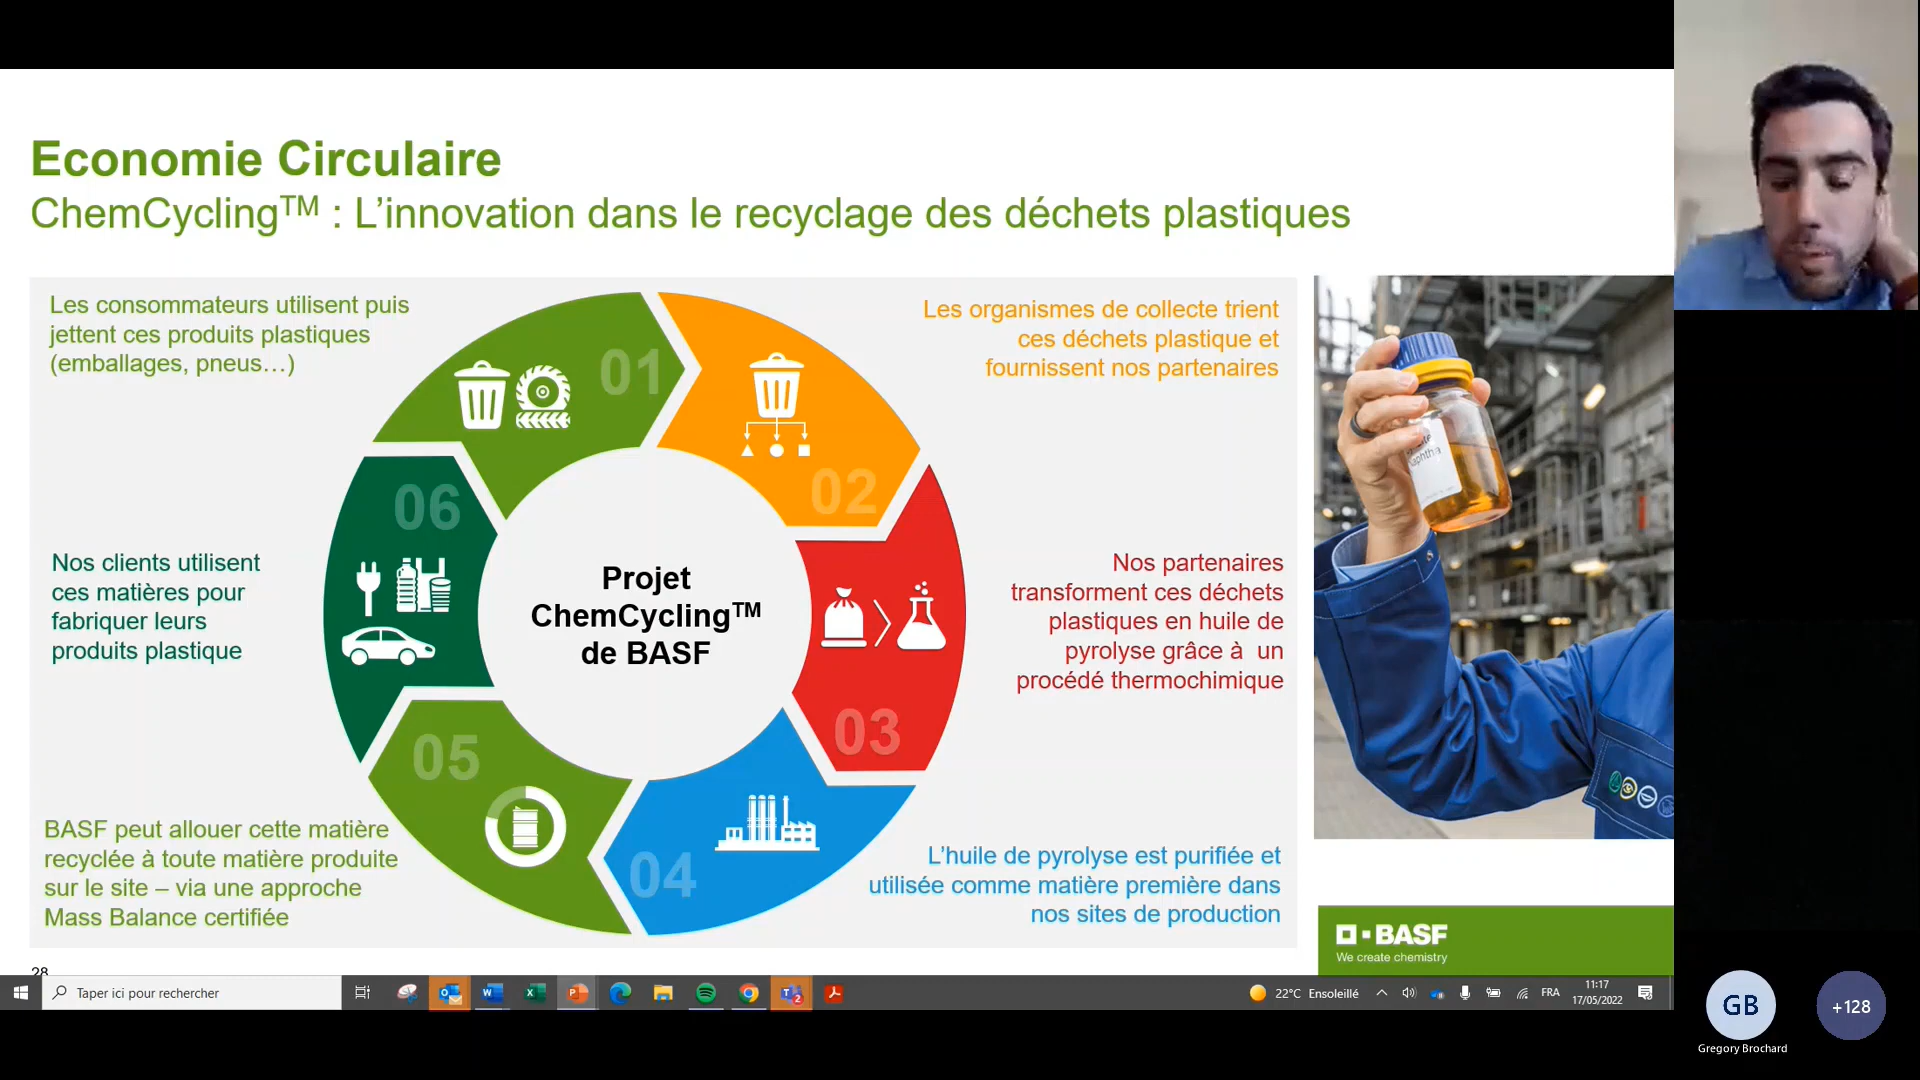 Economie Circulaire
ChemCycling™ : L’innovation dans le recyclage des déchets plastiques
Les consommateurs utilisent puis
jettent ces produits plastiques
(emballages, pneus…)
01
Les organismes de collecte trient
ces déchets plastique et
fournissent nos partenaires
02
Nos partenaires
transforment ces déchets
plastiques en huile de
pyrolyse grâce à un
procédé thermochimique
03
L’huile de pyrolyse est purifiée et
utilisée comme matière première dans
nos sites de production
04
BASF peut allouer cette matière
recyclée à toute matière produite
sur le site – via une approche
Mass Balance certifiée
05
Nos clients utilisent
ces matières pour
fabriquer leurs
produits plastique
06
Projet
ChemCycling™
de BASF
BASF
We create chemistry
28
Taper ici pour rechercher
22°C Ensoleillé
FRA
11:17
17/05/2022
GB
Gregory Brochard
+128